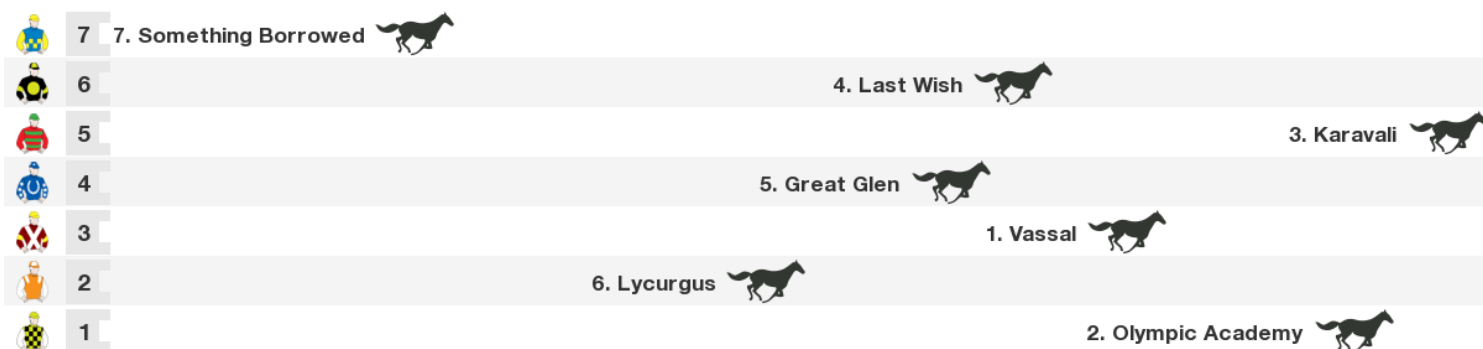 7 7. Something Borrowed
6 4. Last Wish
5 3. Karavali
4 5. Great Glen
3 1. Vassal
2 6. Lycurgus
1 2. Olympic Academy